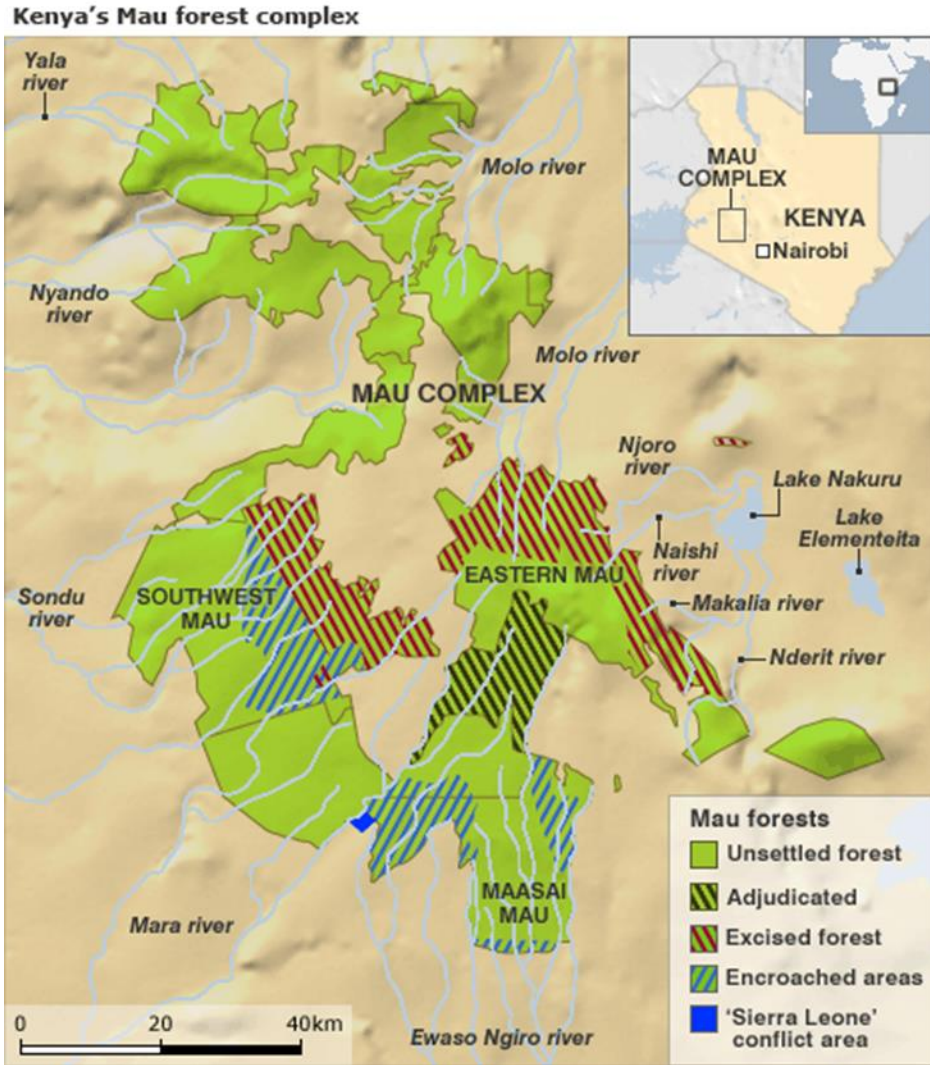 Kenya's Mau forest complex
Yala
river
Molo river
MAU
COMPLEX
KENYA
Nairobi
Nyando
river
Molo river
MAU COMPLEX
Njoro
river
Lake Nakuru
Lake
Elementeita
Naishi
river
EASTERN MAU
SOUTHWEST
MAU
Sondu
river
Makalia river
Nderit river
MAASAI
MAU
Mara river
Ewaso Ngiro river
Mau forests
Unsettled forest
Adjudicated
Excised forest
Encroached areas
'Sierra Leone'
conflict area
0 20 40km